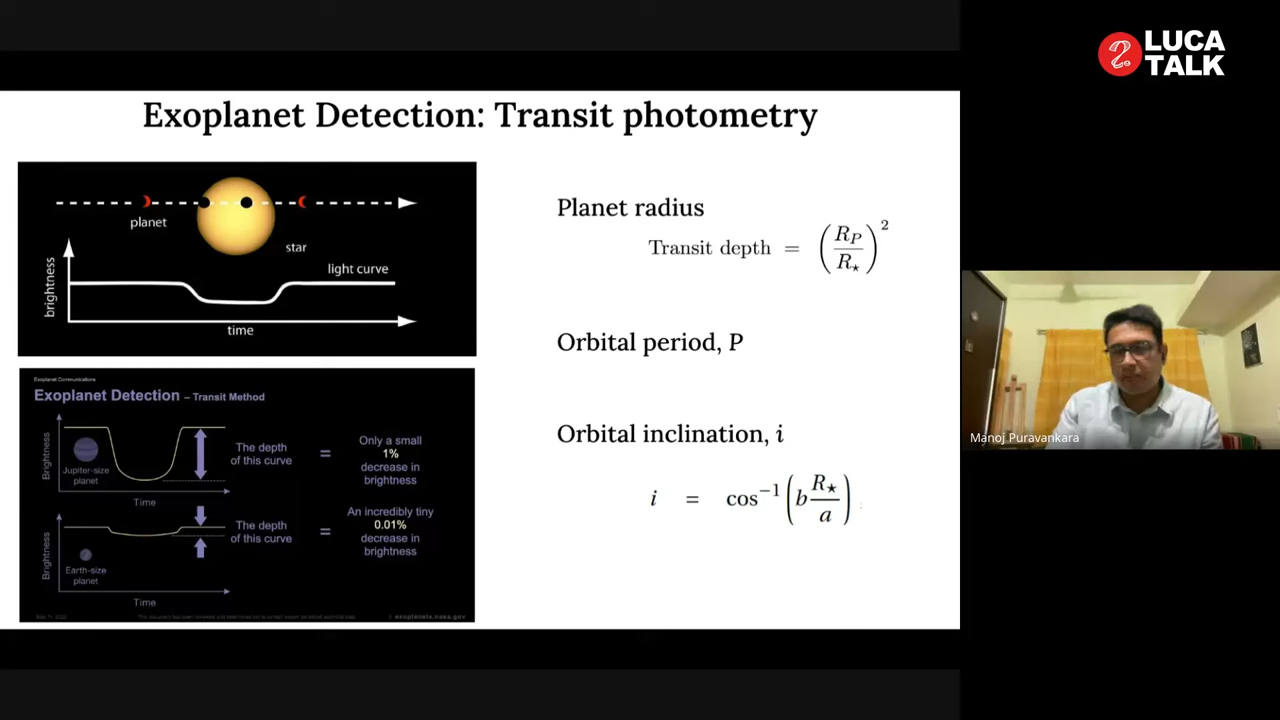 LUCA
TALK
Exoplanet Detection: Transit photometry
planet
star
light curve
brightness
time
Planet radius
Transit depth = (R_P / R_★)^2
Orbital period, P
Orbital inclination, i
i = cos^{-1} (b R_★ / a)
Exoplanet Communications
Exoplanet Detection – Transit Method
Brightness
Jupiter-size
planet
Time
The depth
of this curve
=
Only a small
1%
decrease in
brightness
Brightness
Earth-size
planet
Time
The depth
of this curve
=
An incredibly tiny
0.01%
decrease in
brightness
exoplanets.nasa.gov
Manoj Puravankara